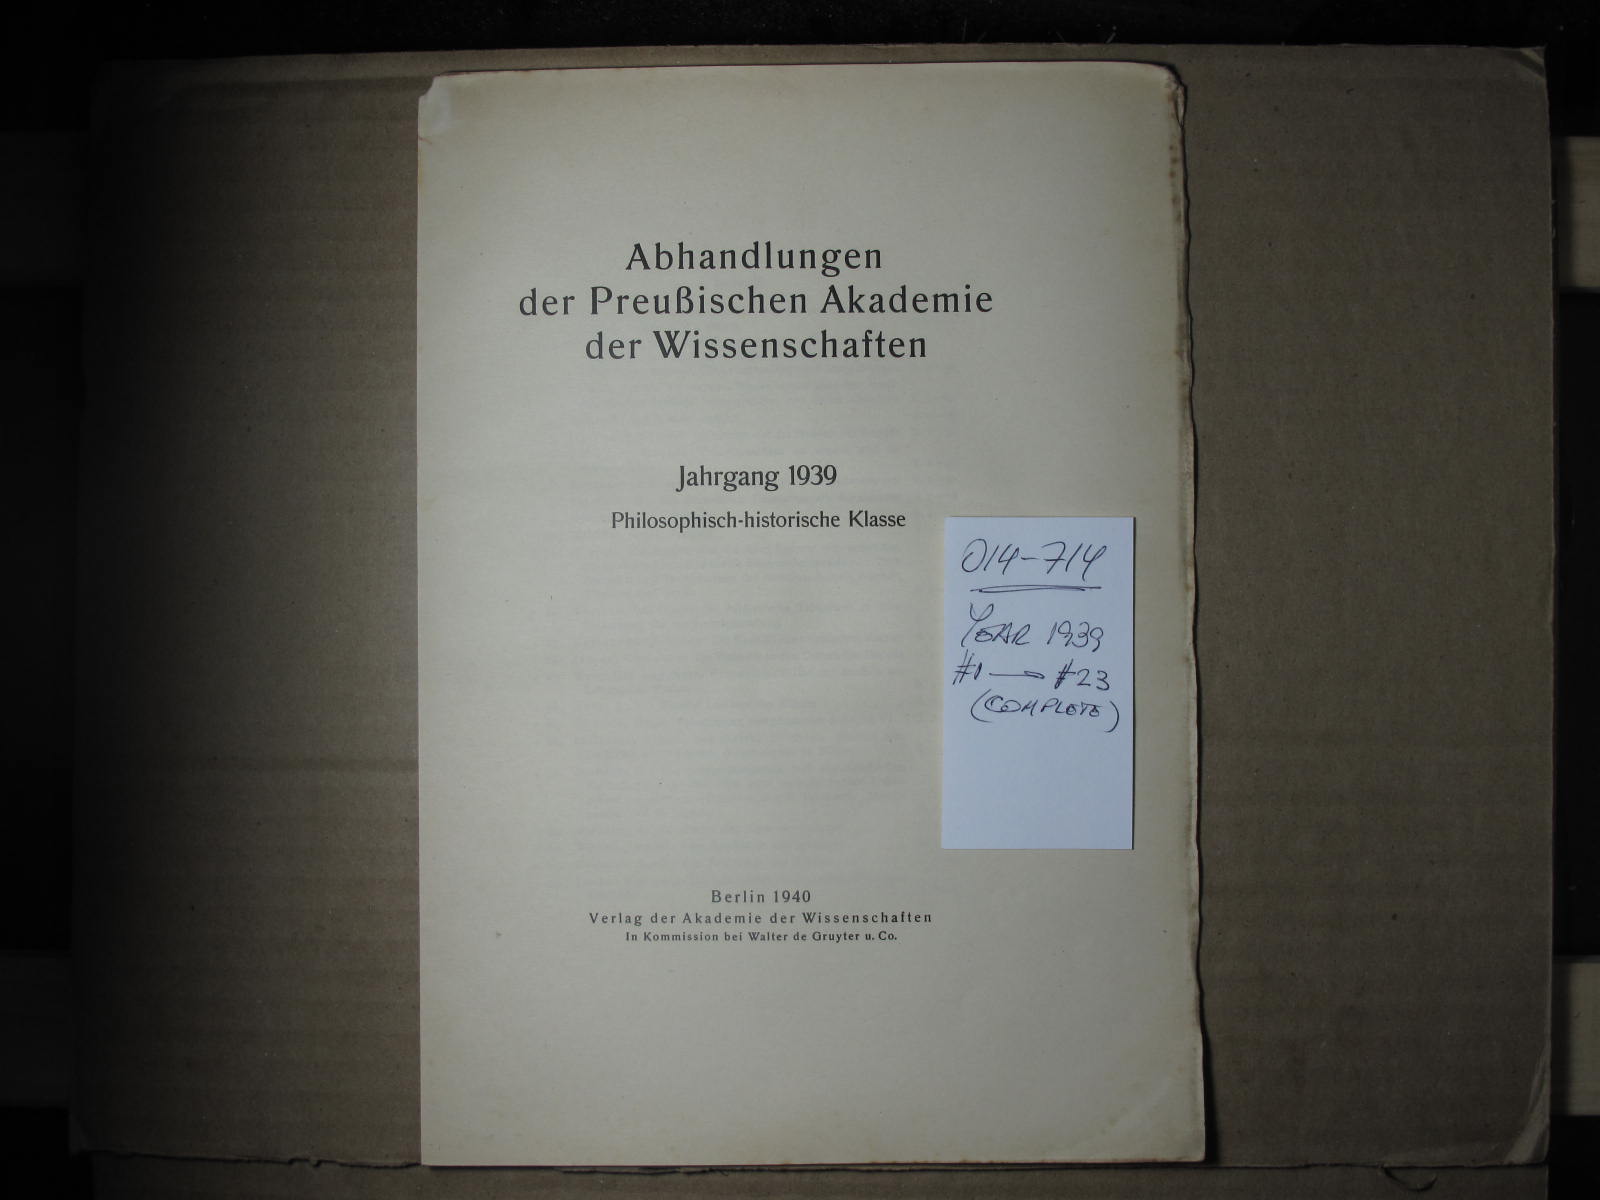 Abhandlungen
der Preußischen Akademie
der Wissenschaften
Jahrgang 1939
Philosophisch-historische Klasse
014-714
YEAR 1939
#1 → #23
(COMPLETE)
Berlin 1940
Verlag der Akademie der Wissenschaften
In Kommission bei Walter de Gruyter u. Co.